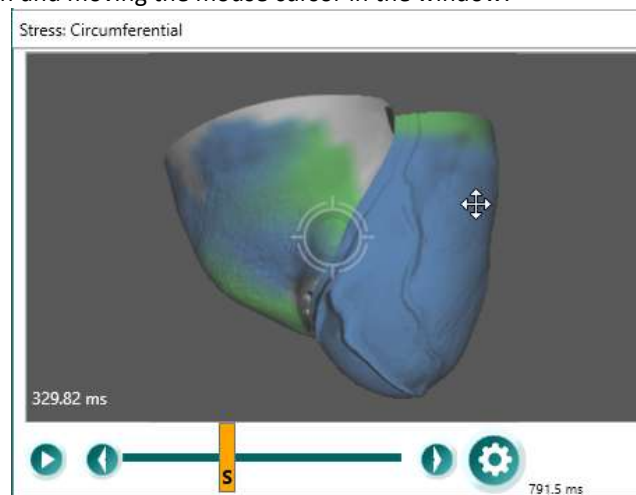 and moving the mouse cursor in the window.
Stress: Circumferential
329.82 ms
S
791.5 ms